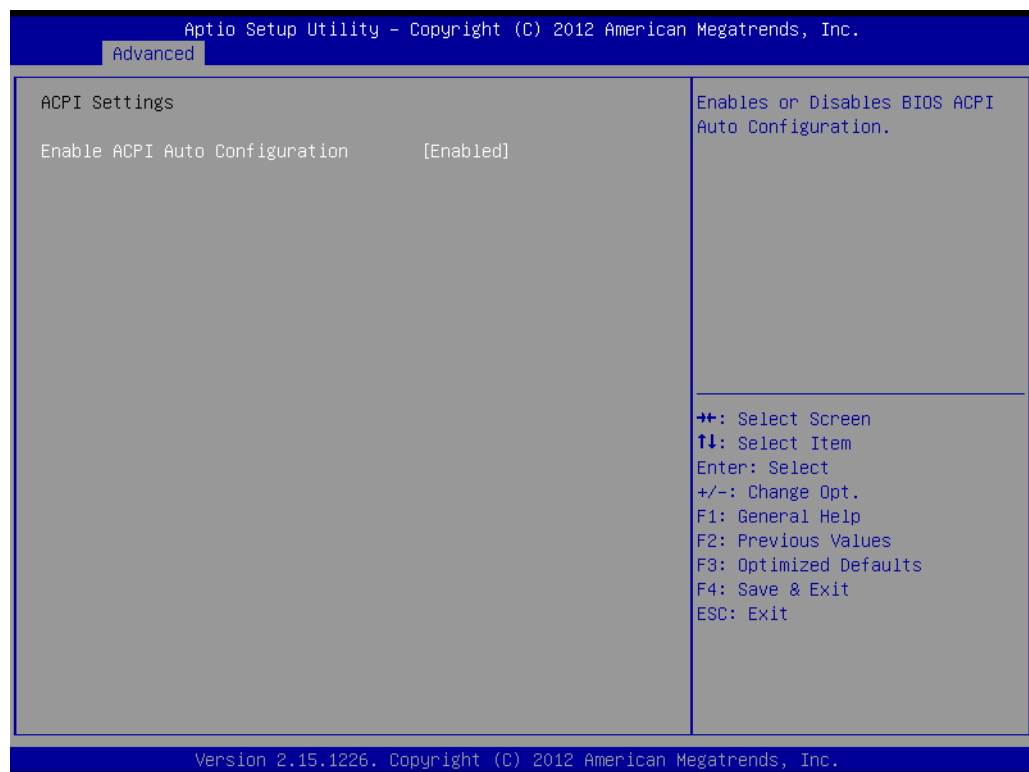 Aptio Setup Utility – Copyright (C) 2012 American Megatrends, Inc.
Advanced
ACPI Settings
Enable ACPI Auto Configuration [Enabled]
Enables or Disables BIOS ACPI
Auto Configuration.
→←: Select Screen
↑↓: Select Item
Enter: Select
+/-: Change Opt.
F1: General Help
F2: Previous Values
F3: Optimized Defaults
F4: Save & Exit
ESC: Exit
Version 2.15.1226. Copyright (C) 2012 American Megatrends, Inc.